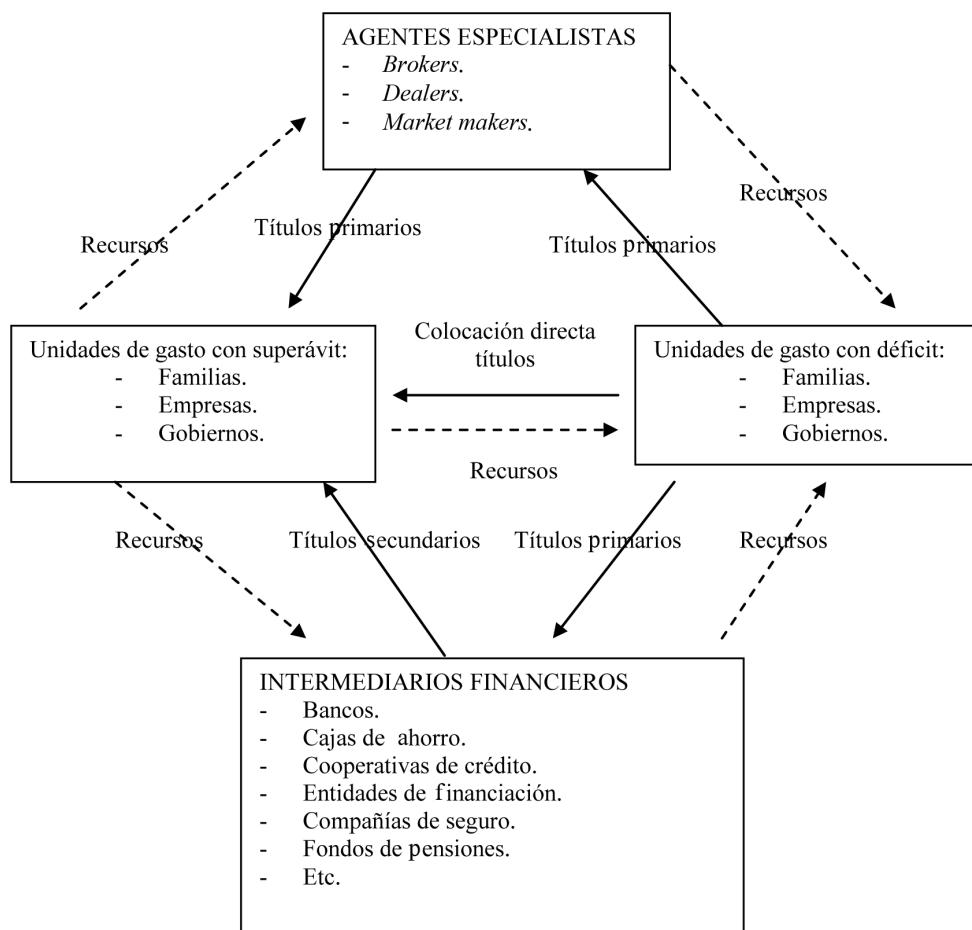 AGENTES ESPECIALISTAS
- Brokers.
- Dealers.
- Market makers.
Recursos
Títulos primarios
Títulos primarios
Recursos
Unidades de gasto con superávit:
- Familias.
- Empresas.
- Gobiernos.
Colocación directa
títulos
Recursos
Unidades de gasto con déficit:
- Familias.
- Empresas.
- Gobiernos.
Recursos
Títulos secundarios
Títulos primarios
Recursos
INTERMEDIARIOS FINANCIEROS
- Bancos.
- Cajas de ahorro.
- Cooperativas de crédito.
- Entidades de financiación.
- Compañías de seguro.
- Fondos de pensiones.
- Etc.